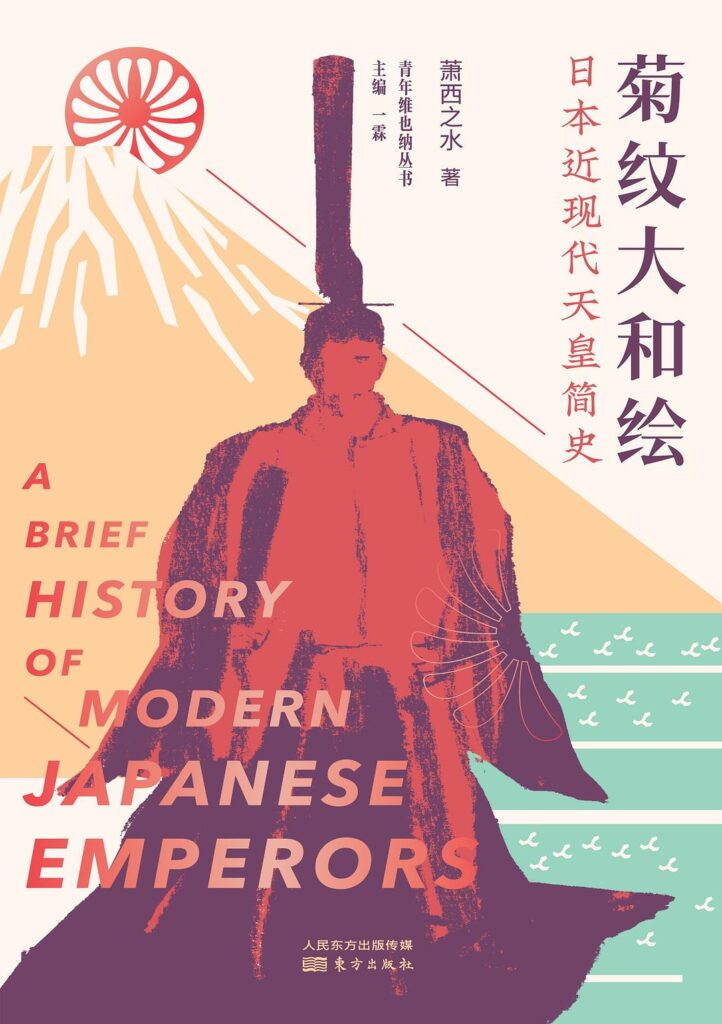 菊纹大和绘
日本近现代天皇简史
萧西之水 著
青年维也纳丛书
主编 一霖
A
BRIEF
HISTORY
OF
MODERN
JAPANESE
EMPERORS
人民东方出版传媒
東方出版社